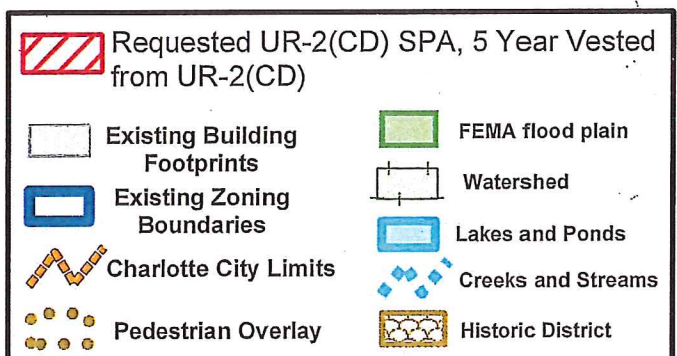 Requested UR-2(CD) SPA, 5 Year Vested
from UR-2(CD)
Existing Building
Footprints
Existing Zoning
Boundaries
Charlotte City Limits
Pedestrian Overlay
FEMA flood plain
Watershed
Lakes and Ponds
Creeks and Streams
Historic District